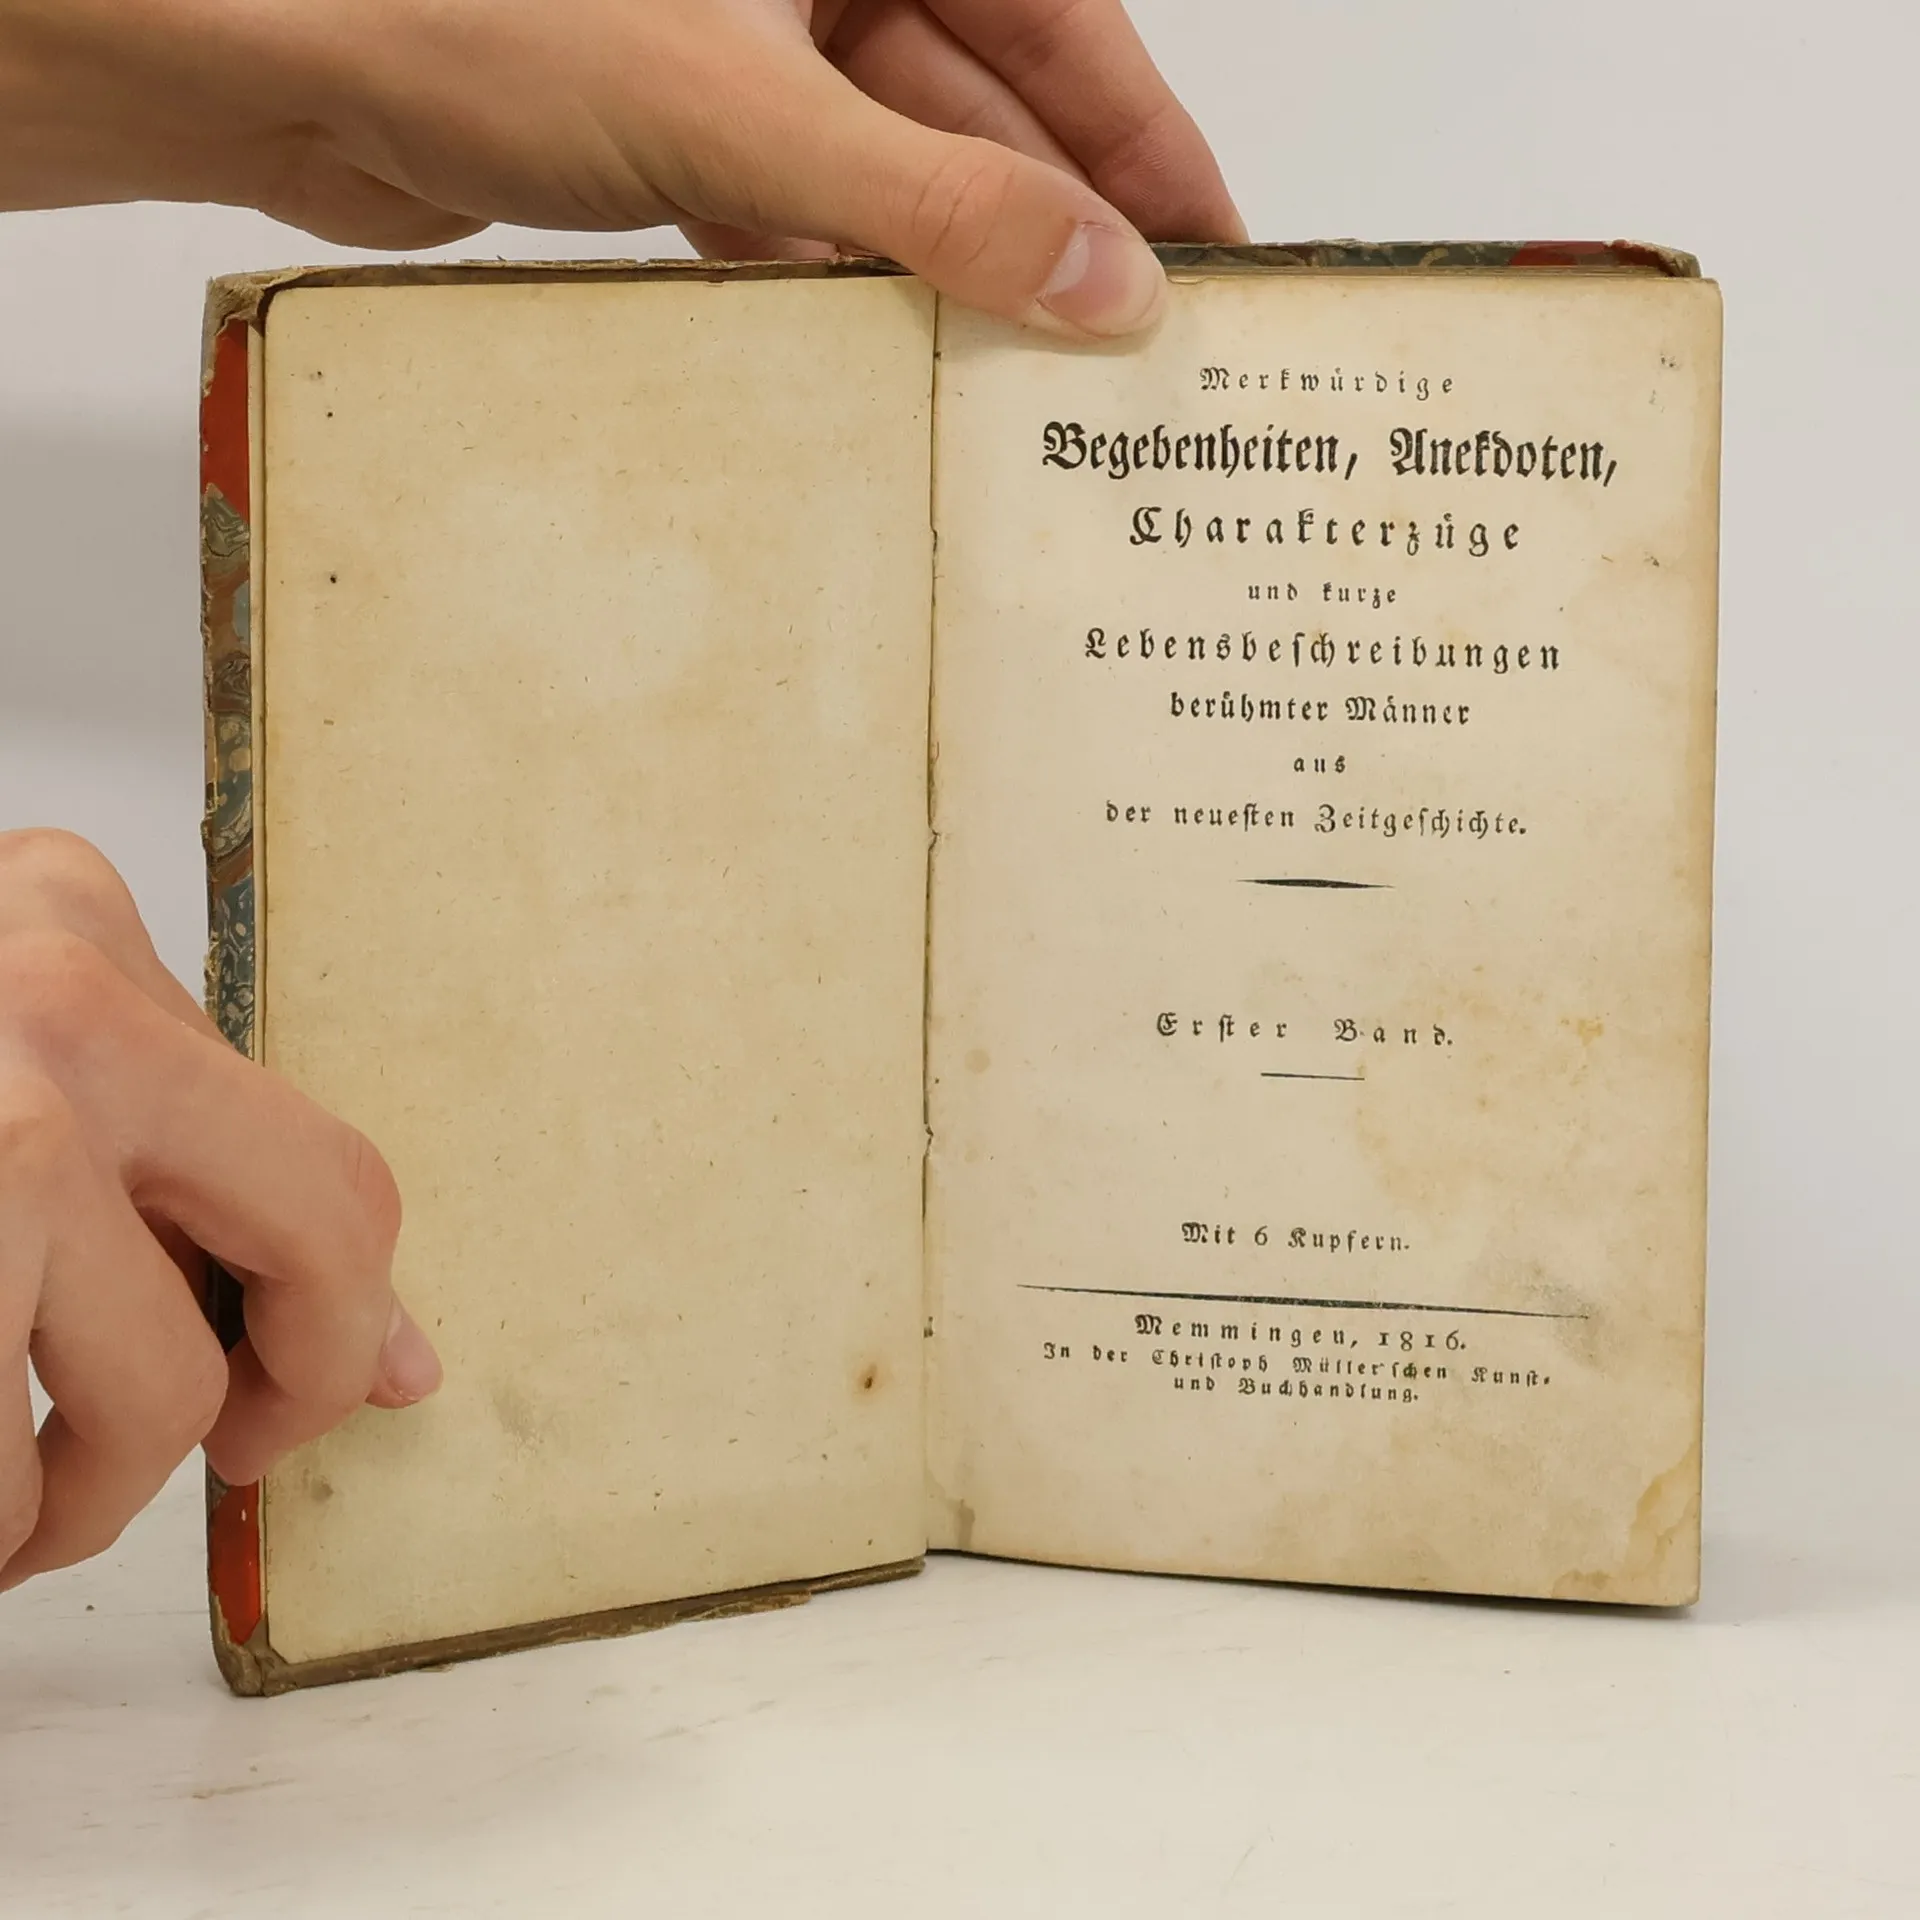 Merkwürdige
Begebenheiten, Anekdoten,
Charakterzüge
und kurze
Lebensbeſchreibungen
berühmter Männer
aus
der neueſten Zeitgeſchichte.
Erſter Band.
Mit 6 Kupfern.
Memmingen, 1816.
In der Chriſtoph Müller'ſchen Kunſt-
und Buchhandlung.